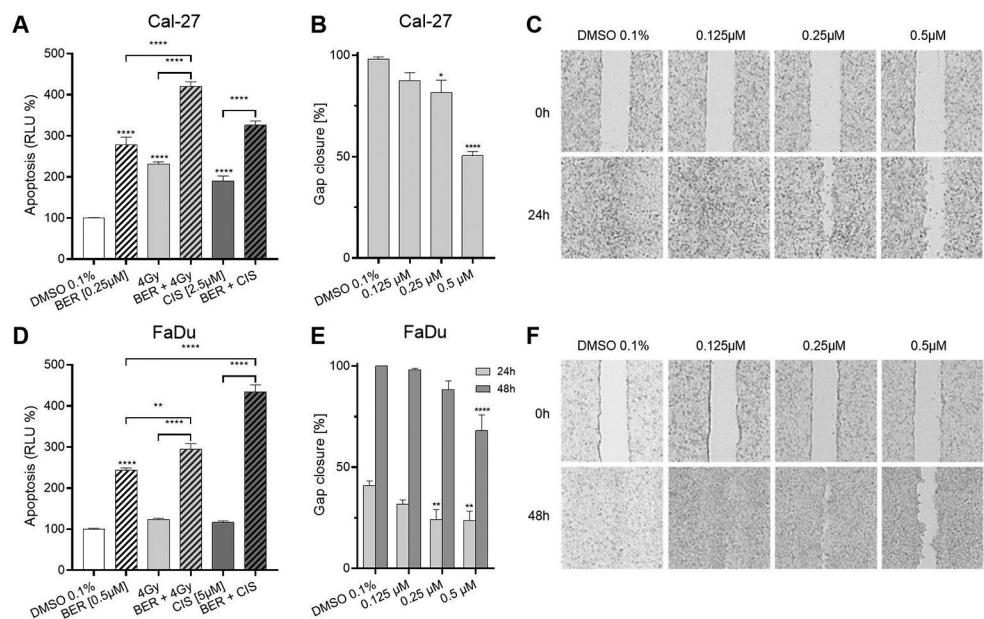 A
Cal-27
Apoptosis (RLU %)
500
400
300
200
100
0
****
****
****
****
****
****
DMSO 0.1%
BER [0.25µM]
4Gy
BER + 4Gy
CIS [2.5µM]
BER + CIS
B
Cal-27
Gap closure [%]
100
50
0
*
****
DMSO 0.1%
0.125 µM
0.25 µM
0.5 µM
C
DMSO 0.1%
0.125µM
0.25µM
0.5µM
0h
24h
D
FaDu
Apoptosis (RLU %)
500
400
300
200
100
0
****
****
**
****
****
DMSO 0.1%
BER [0.5µM]
4Gy
BER + 4Gy
CIS [5µM]
BER + CIS
E
FaDu
Gap closure [%]
100
50
0
24h
48h
**
**
****
DMSO 0.1%
0.125 µM
0.25 µM
0.5 µM
F
DMSO 0.1%
0.125µM
0.25µM
0.5µM
0h
48h